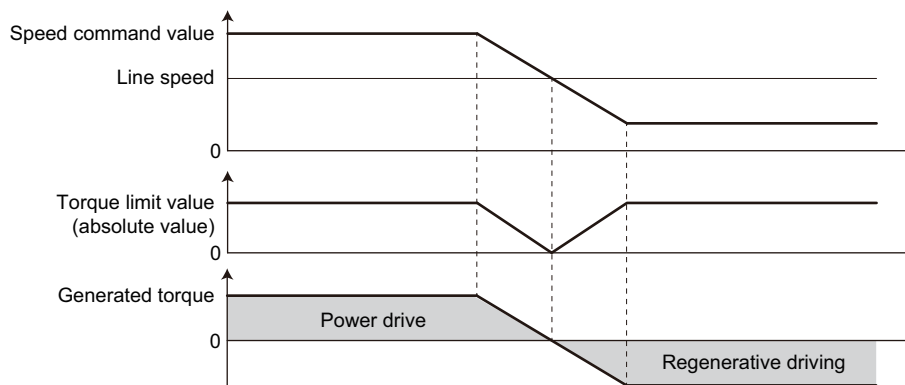 Speed command value
Line speed
0
Torque limit value
(absolute value)
0
Generated torque
Power drive
0
Regenerative driving